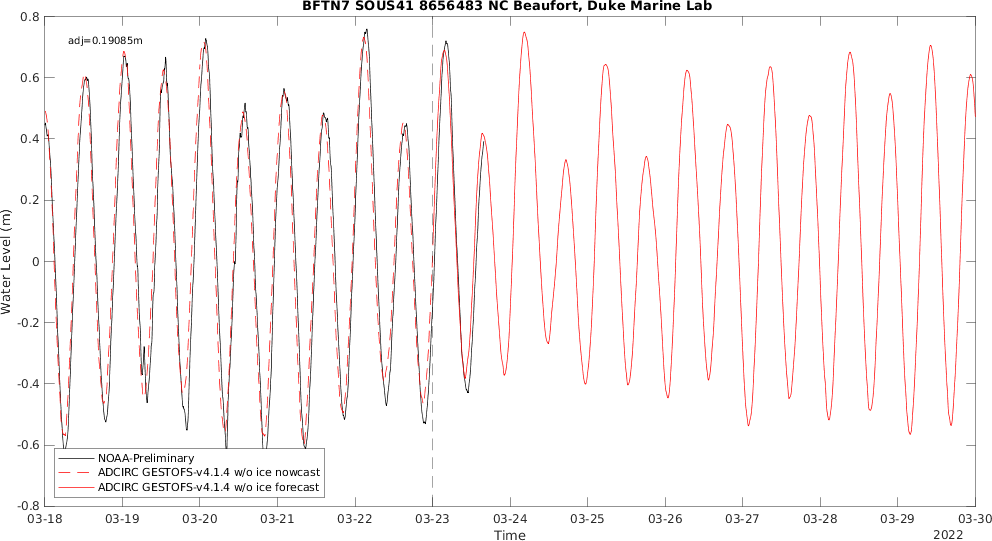 BFTN7 SOUS41 8656483 NC Beaufort, Duke Marine Lab
adj=0.19085m
0.8
0.6
0.4
0.2
0
-0.2
-0.4
-0.6
-0.8
Water Level (m)
NOAA-Preliminary
ADCIRC GESTOFS-v4.1.4 w/o ice nowcast
ADCIRC GESTOFS-v4.1.4 w/o ice forecast
03-18 03-19 03-20 03-21 03-22 03-23 03-24 03-25 03-26 03-27 03-28 03-29 03-30
Time
2022